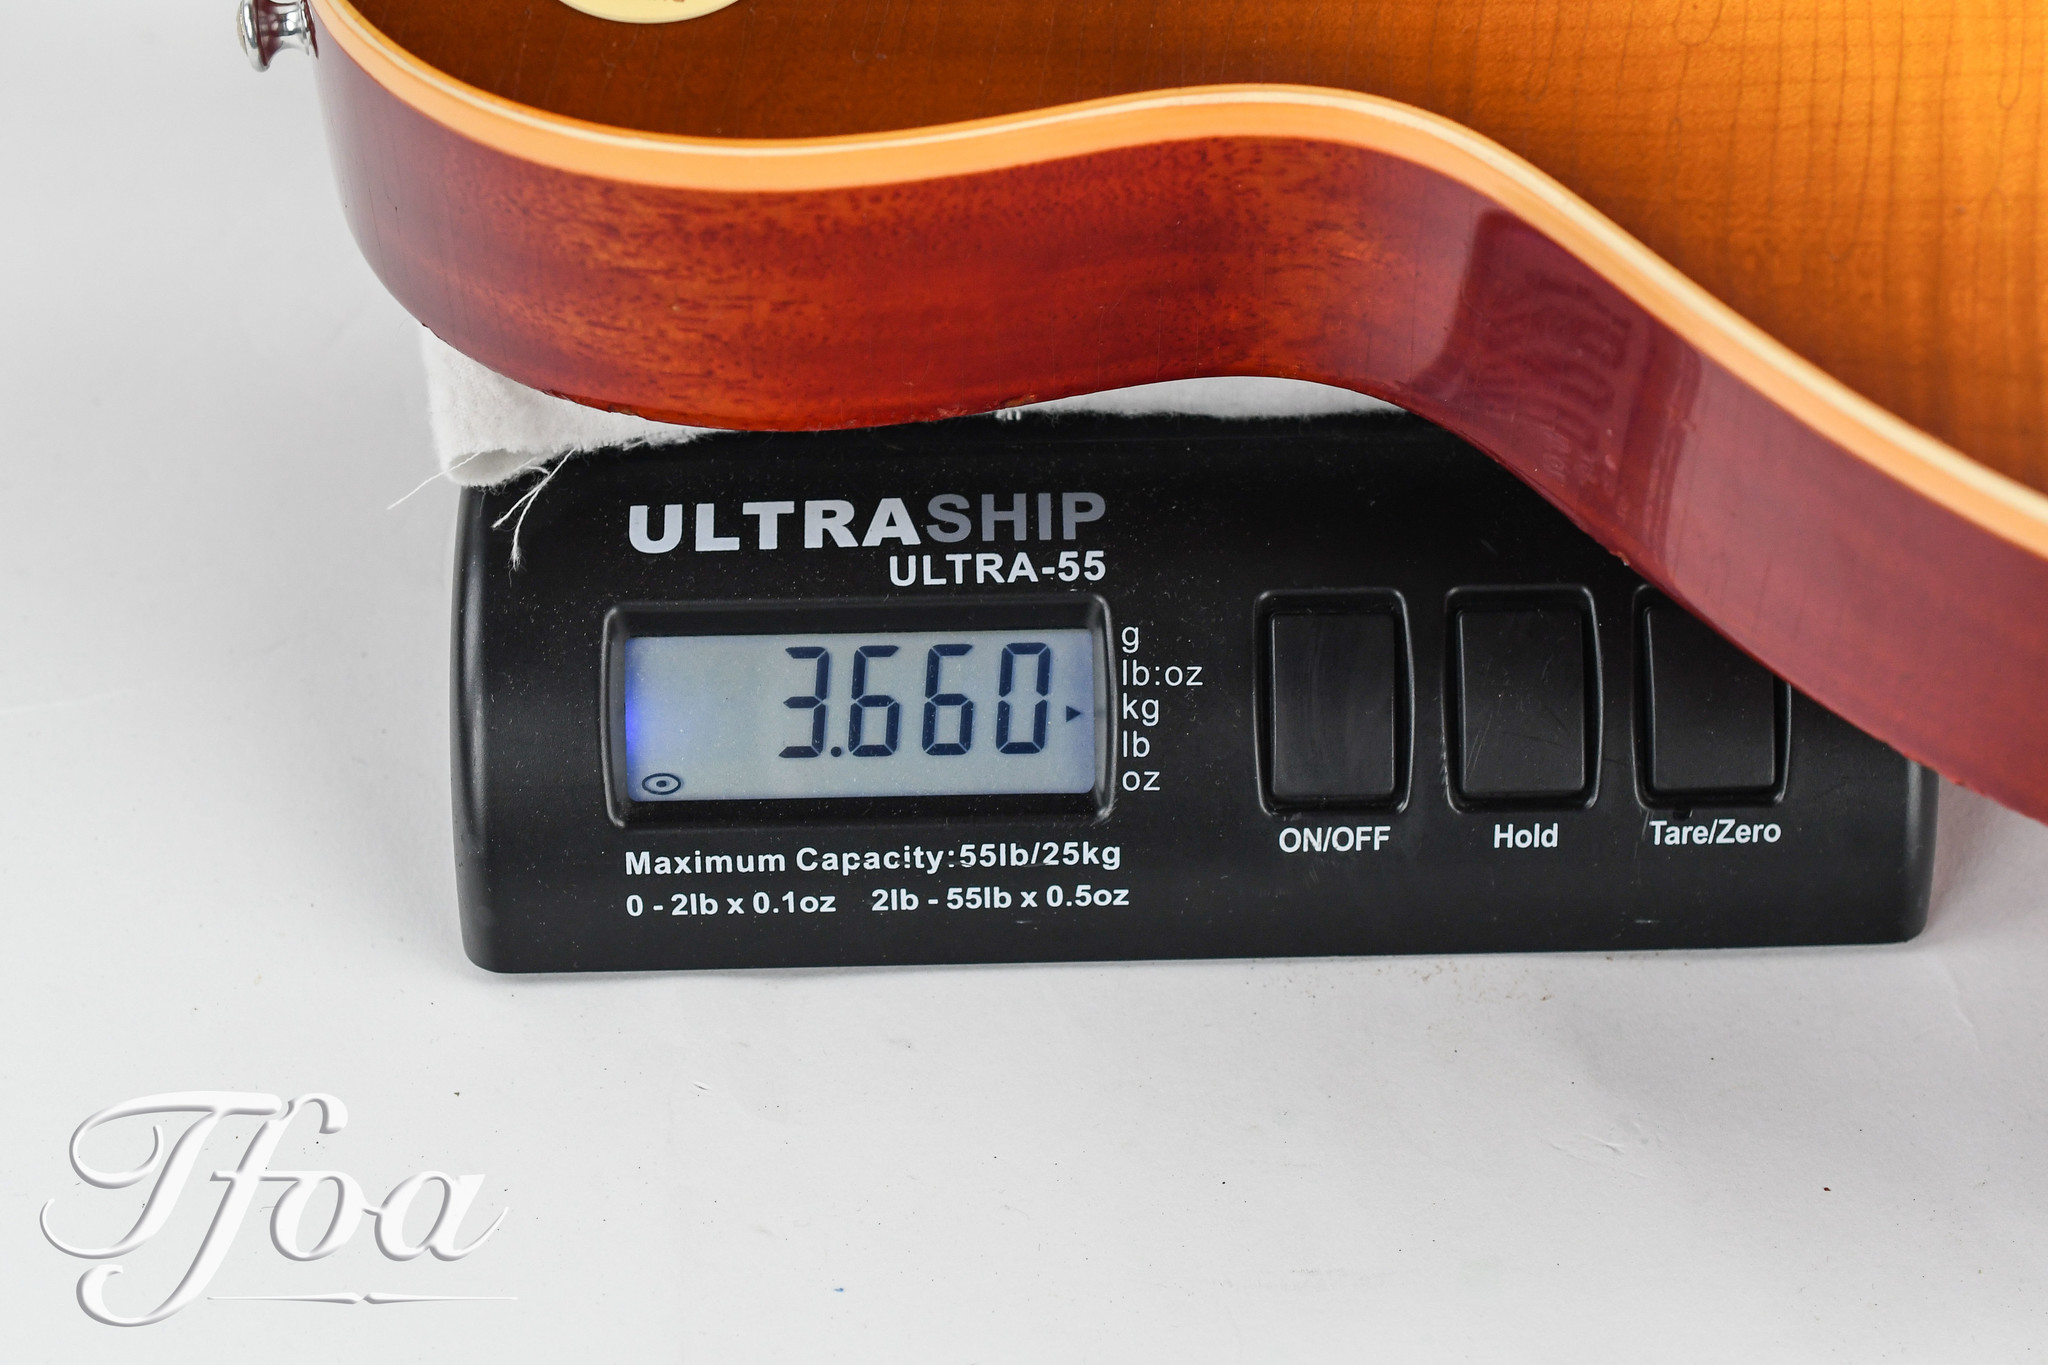 ULTRASHIP
ULTRA-55
3.660
g
lb:oz
kg
lb
oz
ON/OFF
Hold
Tare/Zero
Maximum Capacity:55lb/25kg
0 - 2lb x 0.1oz 2lb - 55lb x 0.5oz
Tfoa